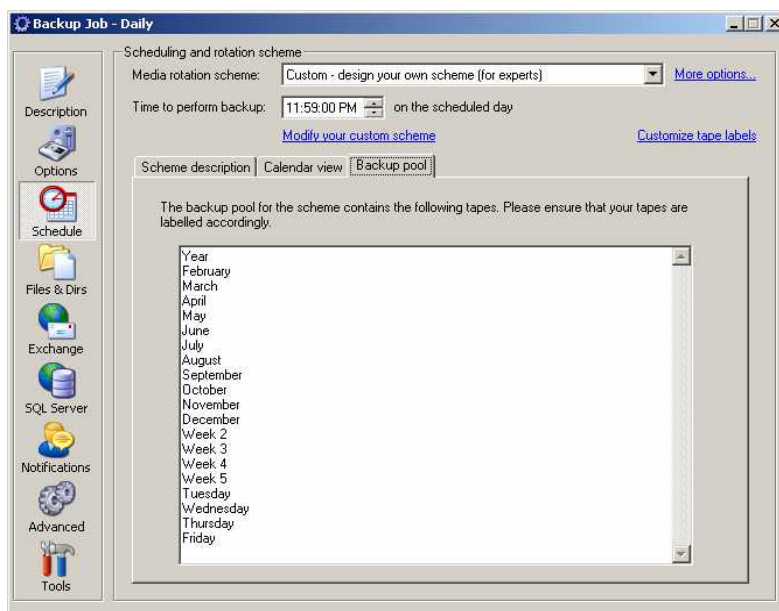 Backup Job - Daily
Description
Options
Schedule
Files & Dirs
Exchange
SQL Server
Notifications
Advanced
Tools
Scheduling and rotation scheme
Media rotation scheme: Custom - design your own scheme (for experts) More options...
Time to perform backup: 11:59:00 PM on the scheduled day
Modify your custom scheme Customize tape labels
Scheme description Calendar view Backup pool
The backup pool for the scheme contains the following tapes. Please ensure that your tapes are
labelled accordingly.
Year
February
March
April
May
June
July
August
September
October
November
December
Week 2
Week 3
Week 4
Week 5
Tuesday
Wednesday
Thursday
Friday